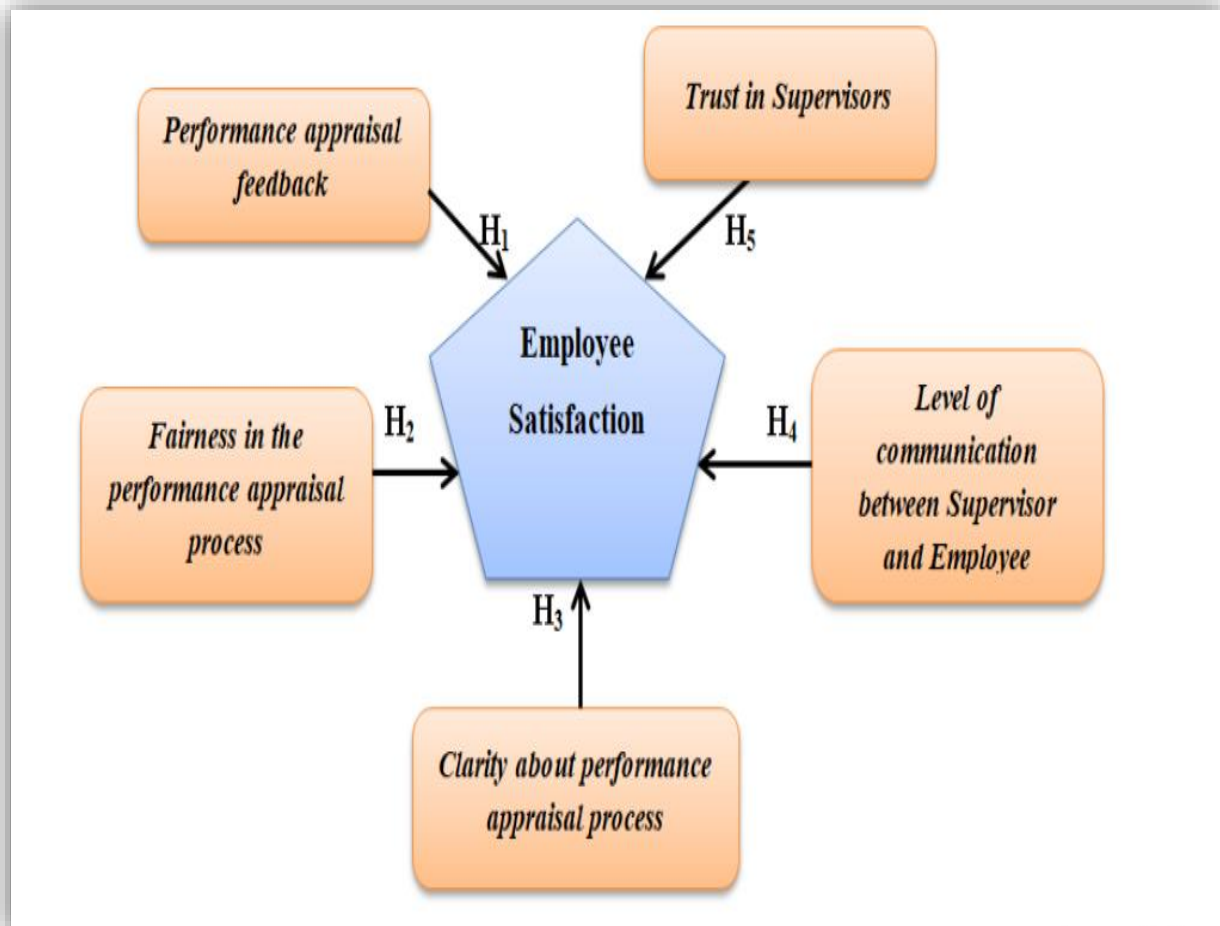 Trust in Supervisors
Performance appraisal
feedback
H₁
H₅
Employee
Satisfaction
Fairness in the
performance appraisal
process
H₂
H₄
Level of
communication
between Supervisor
and Employee
H₃
Clarity about performance
appraisal process